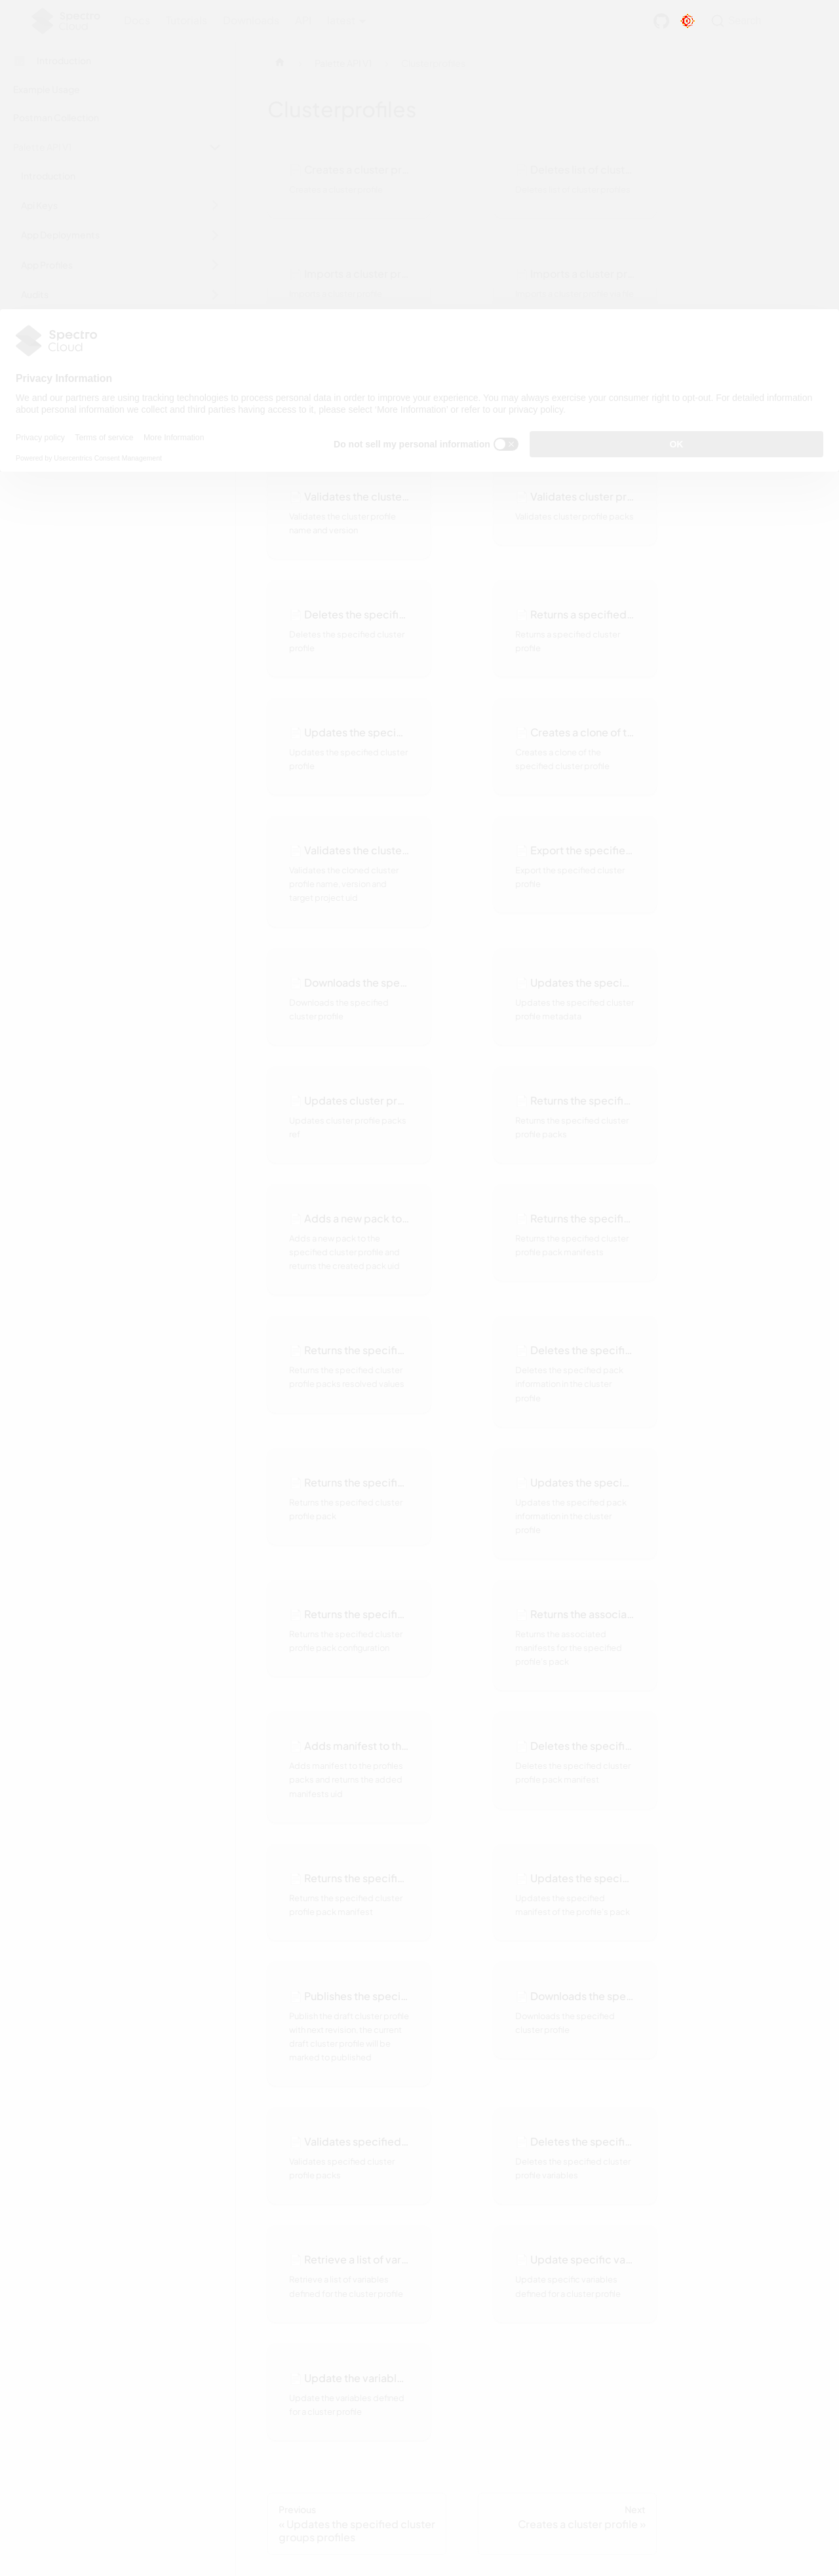 Spectro
Cloud
Clusterprofiles
Creates a cluster pr...
Deletes list of clust...
Imports a cluster pr...
Imports a cluster pr...
Spectro
Cloud
Privacy Information
We and our partners are using tracking technologies to process personal data in order to improve your experience. You may always exercise your consumer right to opt-out. For detailed information
about personal information we collect and third parties having access to it, please select 'More Information' or refer to our privacy policy.
Privacy policy Terms of service More Information
Do not sell my personal information
OK
Powered by Usercentrics Consent Management
Validates the cluste...
Validates the cluster profile
name and version
Validates cluster pr...
Validates cluster profile packs
Deletes the specifi...
Deletes the specified cluster
profile
Returns a specified...
Returns a specified cluster
profile
Updates the speci...
Updates the specified cluster
profile
Creates a clone of t...
Creates a clone of the
specified cluster profile
Validates the cluste...
Validates the cloned cluster
profile name, version and
target project uid
Export the specifie...
Export the specified cluster
profile
Downloads the spe...
Downloads the specified
cluster profile
Updates the speci...
Updates the specified cluster
profile metadata
Updates cluster pr...
Updates cluster profile packs
ref
Returns the specifi...
Returns the specified cluster
profile packs
Adds a new pack to...
Adds a new pack to the
specified cluster profile and
returns the created pack uid
Returns the specifi...
Returns the specified cluster
profile pack manifests
Returns the specifi...
Returns the specified cluster
profile packs resolved values
Deletes the specifi...
Deletes the specified pack
information in the cluster
profile
Returns the specifi...
Returns the specified cluster
profile pack
Updates the speci...
Updates the specified pack
information in the cluster
profile
Returns the specifi...
Returns the specified cluster
profile pack configuration
Returns the associa...
Returns the associated
manifests for the specified
profile's pack
Adds manifest to th...
Adds manifest to the profiles
packs and returns the added
manifests uid
Deletes the specifi...
Deletes the specified cluster
profile pack manifest
Returns the specifi...
Returns the specified cluster
profile pack manifest
Updates the speci...
Updates the specified
manifest of the profile's pack
Publishes the speci...
Publish the draft cluster profile
with next revision, the current
draft cluster profile will be
marked to published
Downloads the spe...
Downloads the specified
cluster profile
Validates specified...
Validates specified cluster
profile packs
Deletes the specifi...
Deletes the specified cluster
profile variables
Retrieve a list of var...
Retrieve a list of variables
defined for the cluster profile
Update specific va...
Update specific variables
defined for a cluster profile
Update the variabl...
Update the variables defined
for a cluster profile
Previous
« Updates the specified cluster
groups profiles
Next
Creates a cluster profile »